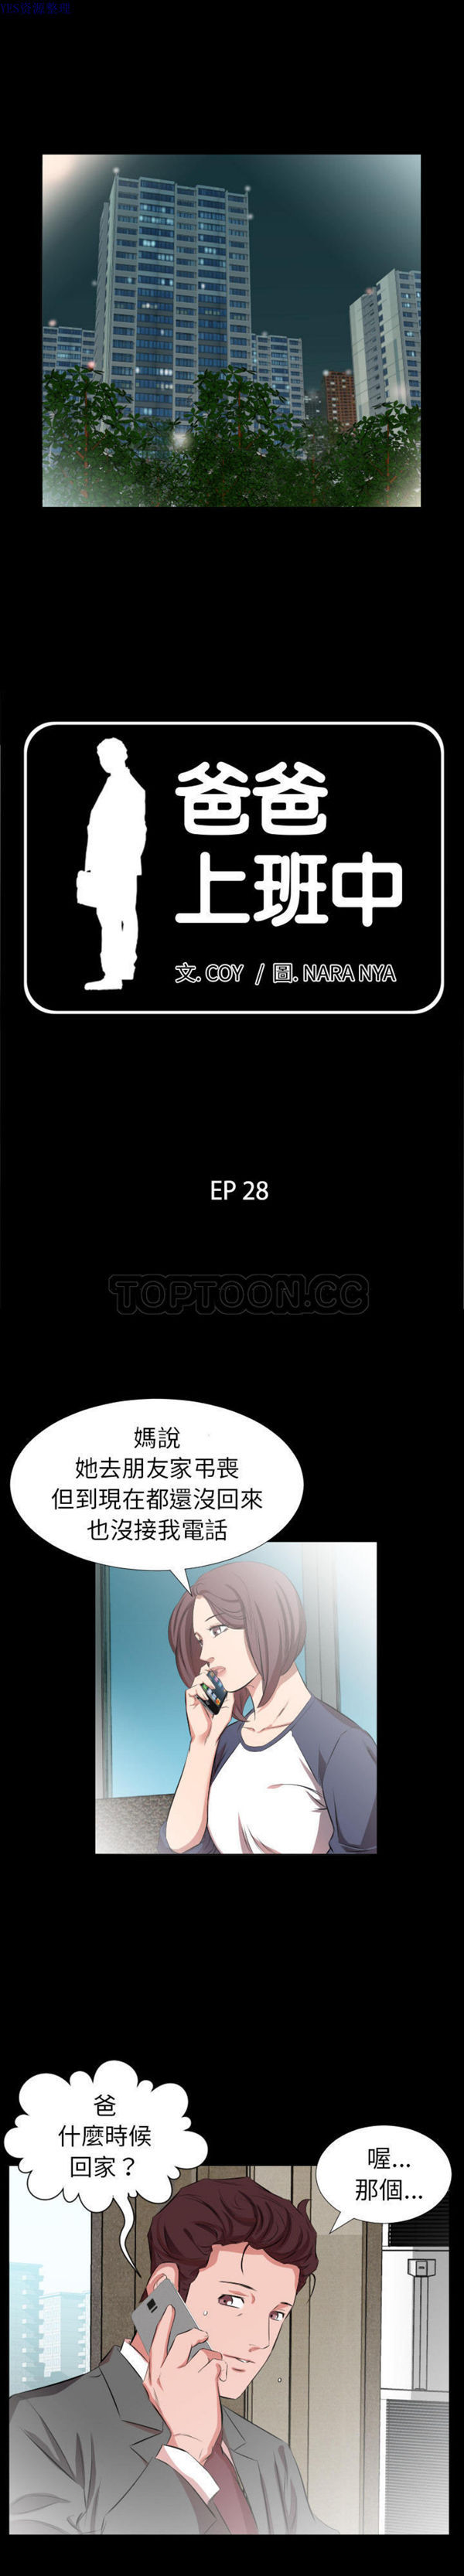 爸爸
上班中
文. COY / 圖. NARA NYA
EP 28
TOPTOON.CC
媽說
她去朋友家弔喪
但到現在都還沒回來
也沒接我電話
爸
什麼時候
回家？
喔...
那個...